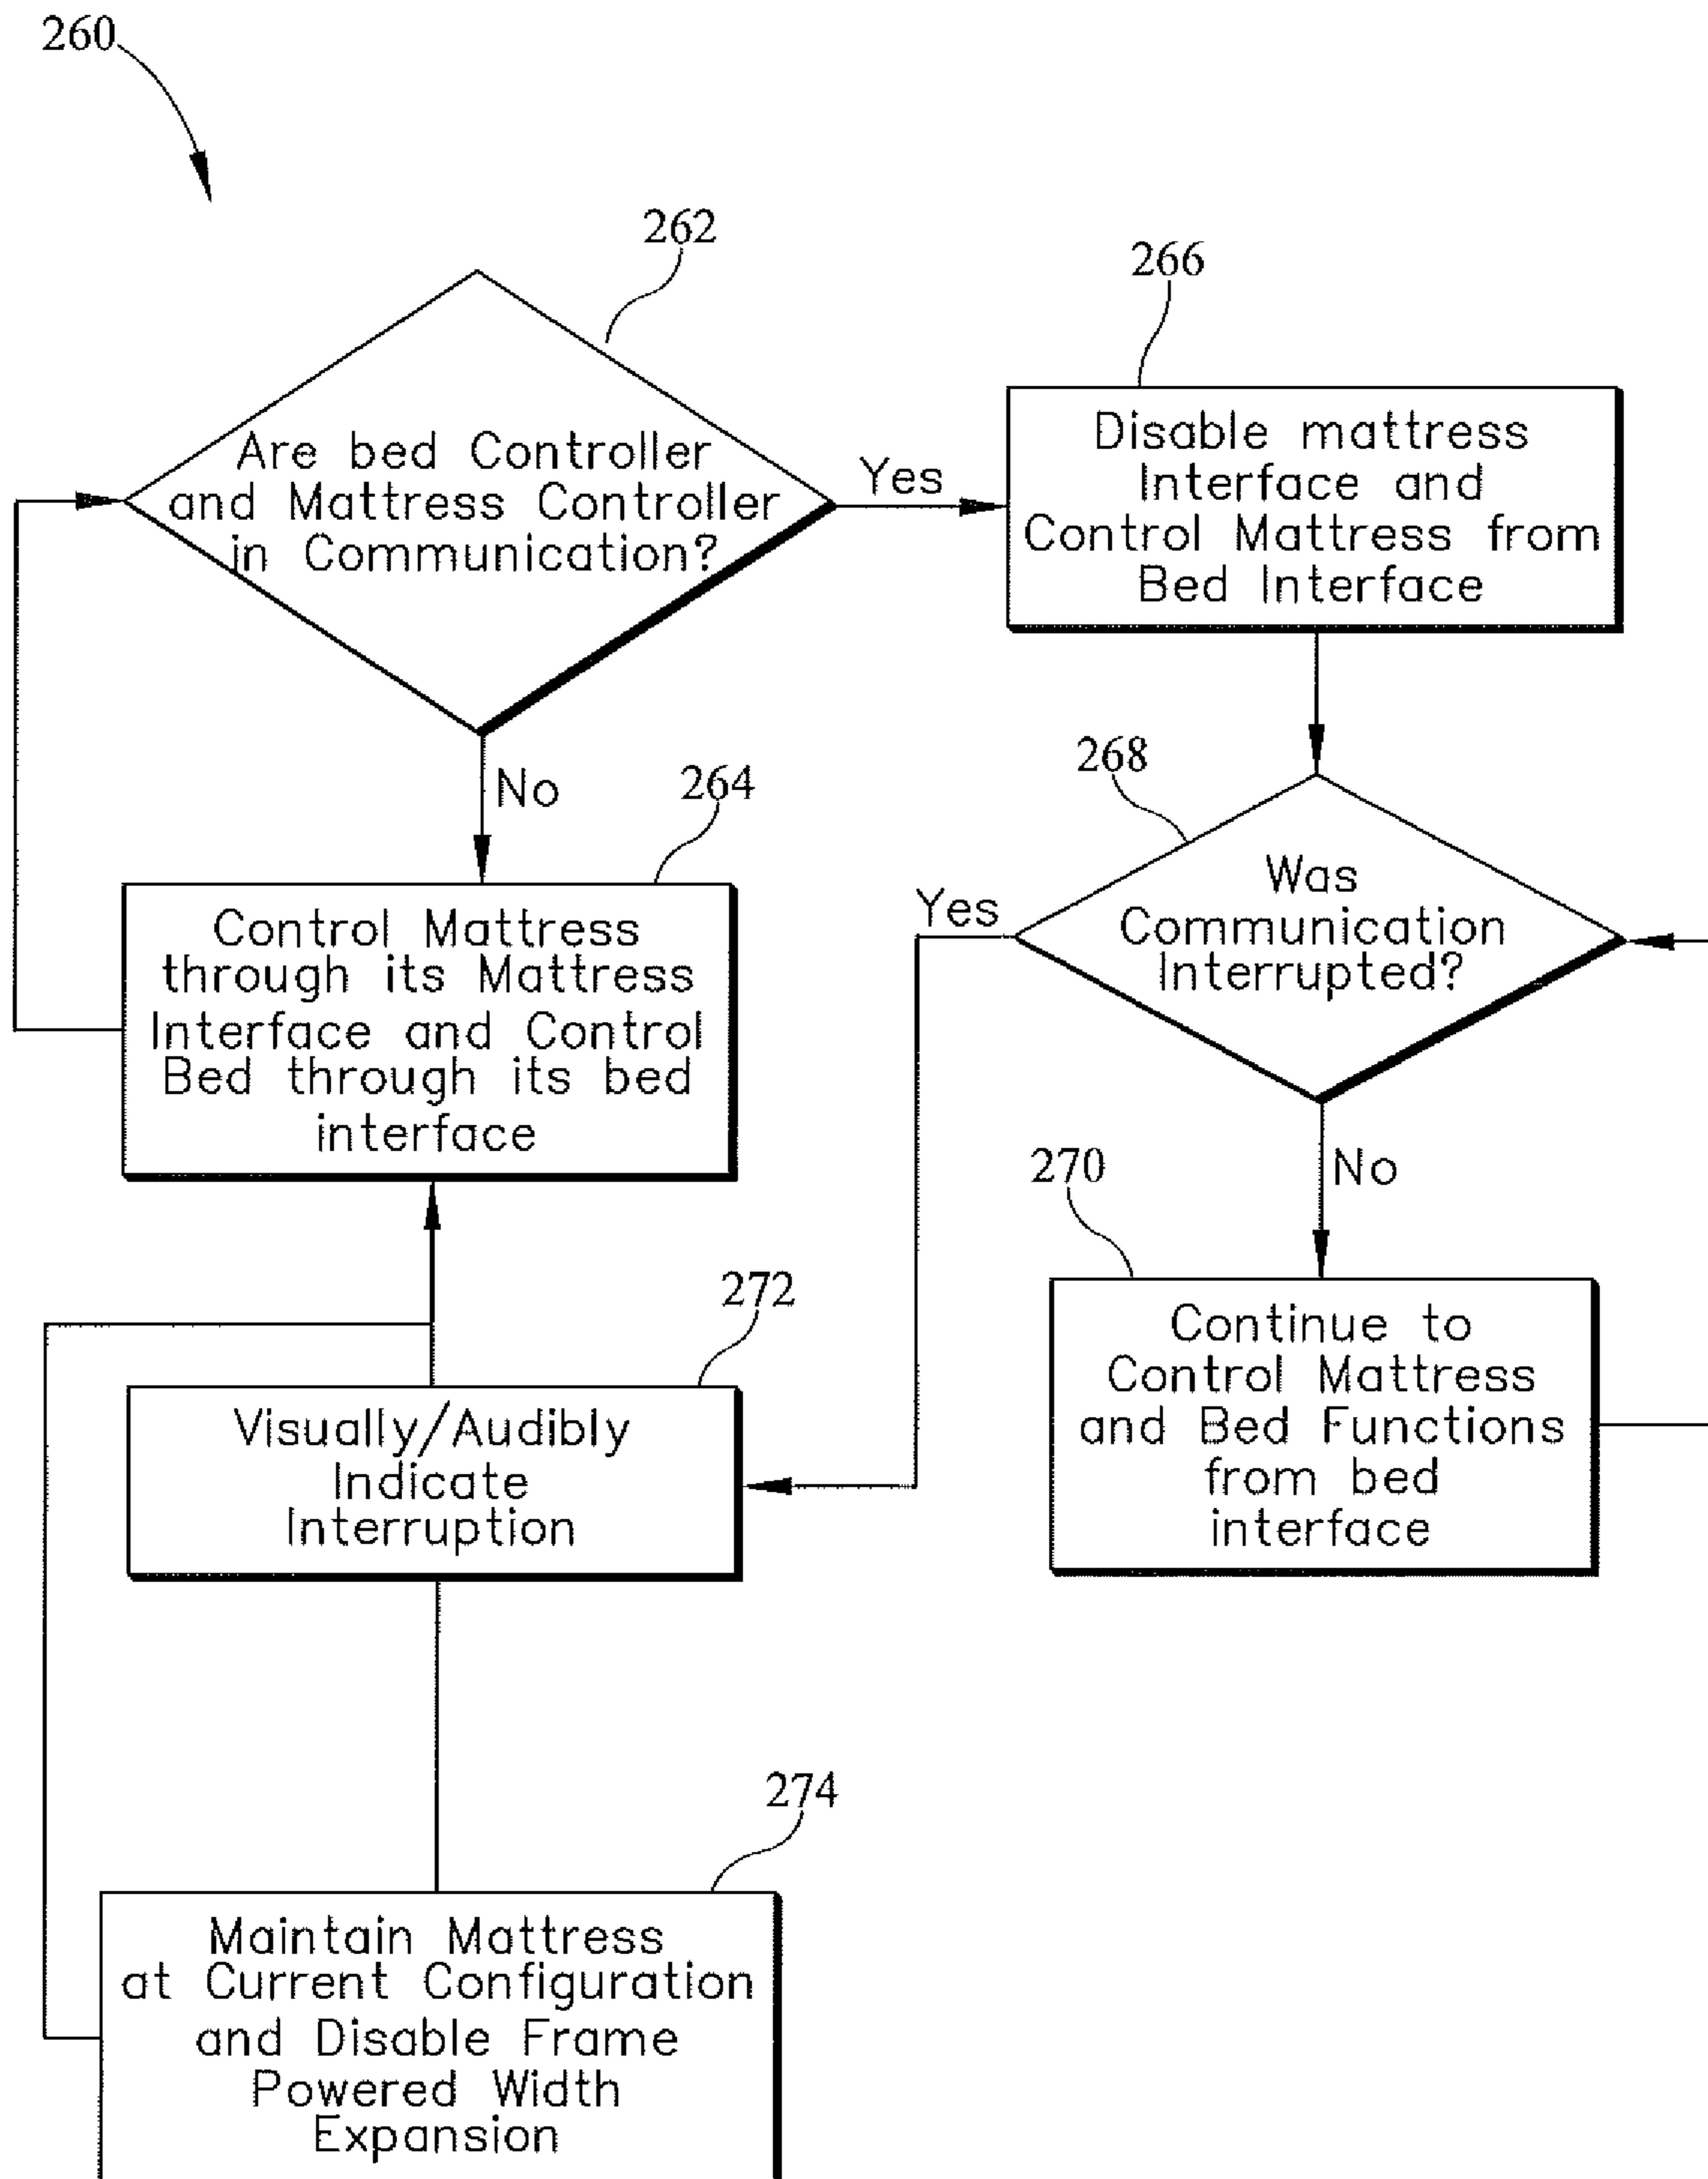 260
262
Are bed Controller
and Mattress Controller
in Communication?
Yes
266
Disable mattress
Interface and
Control Mattress from
Bed Interface
No
264
Control Mattress
through its Mattress
Interface and Control
Bed through its bed
interface
268
Was
Communication
Interrupted?
Yes
No
270
Continue to
Control Mattress
and Bed Functions
from bed
interface
272
Visually/Audibly
Indicate
Interruption
274
Maintain Mattress
at Current Configuration
and Disable Frame
Powered Width
Expansion